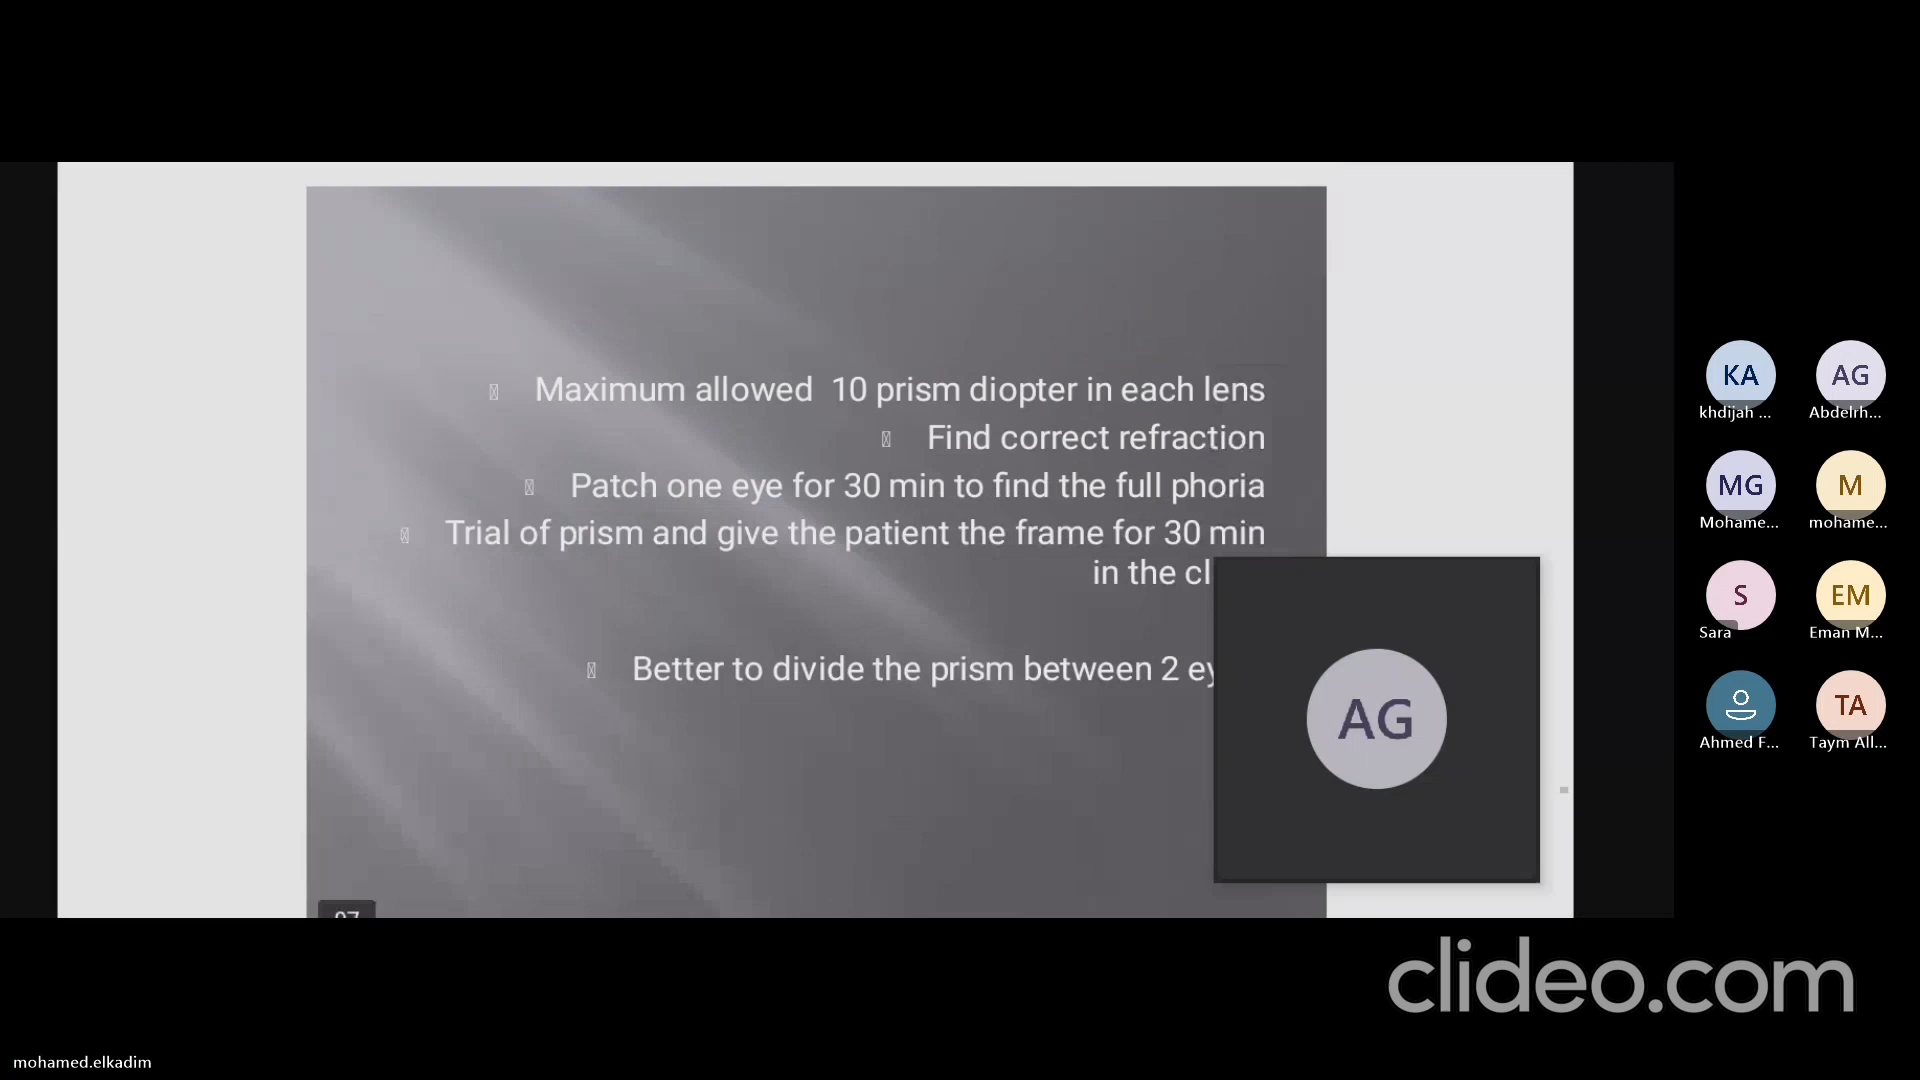 Maximum allowed 10 prism diopter in each lens
Find correct refraction
Patch one eye for 30 min to find the full phoria
Trial of prism and give the patient the frame for 30 min
in the
Better to divide the prism between 2
AG
KA
AG
khdijah ...
Abdelrh...
MG
M
Mohame...
mohame...
S
EM
Sara
Eman M...
TA
Ahmed F...
Taym All...
clideo.com
mohamed.elkadim